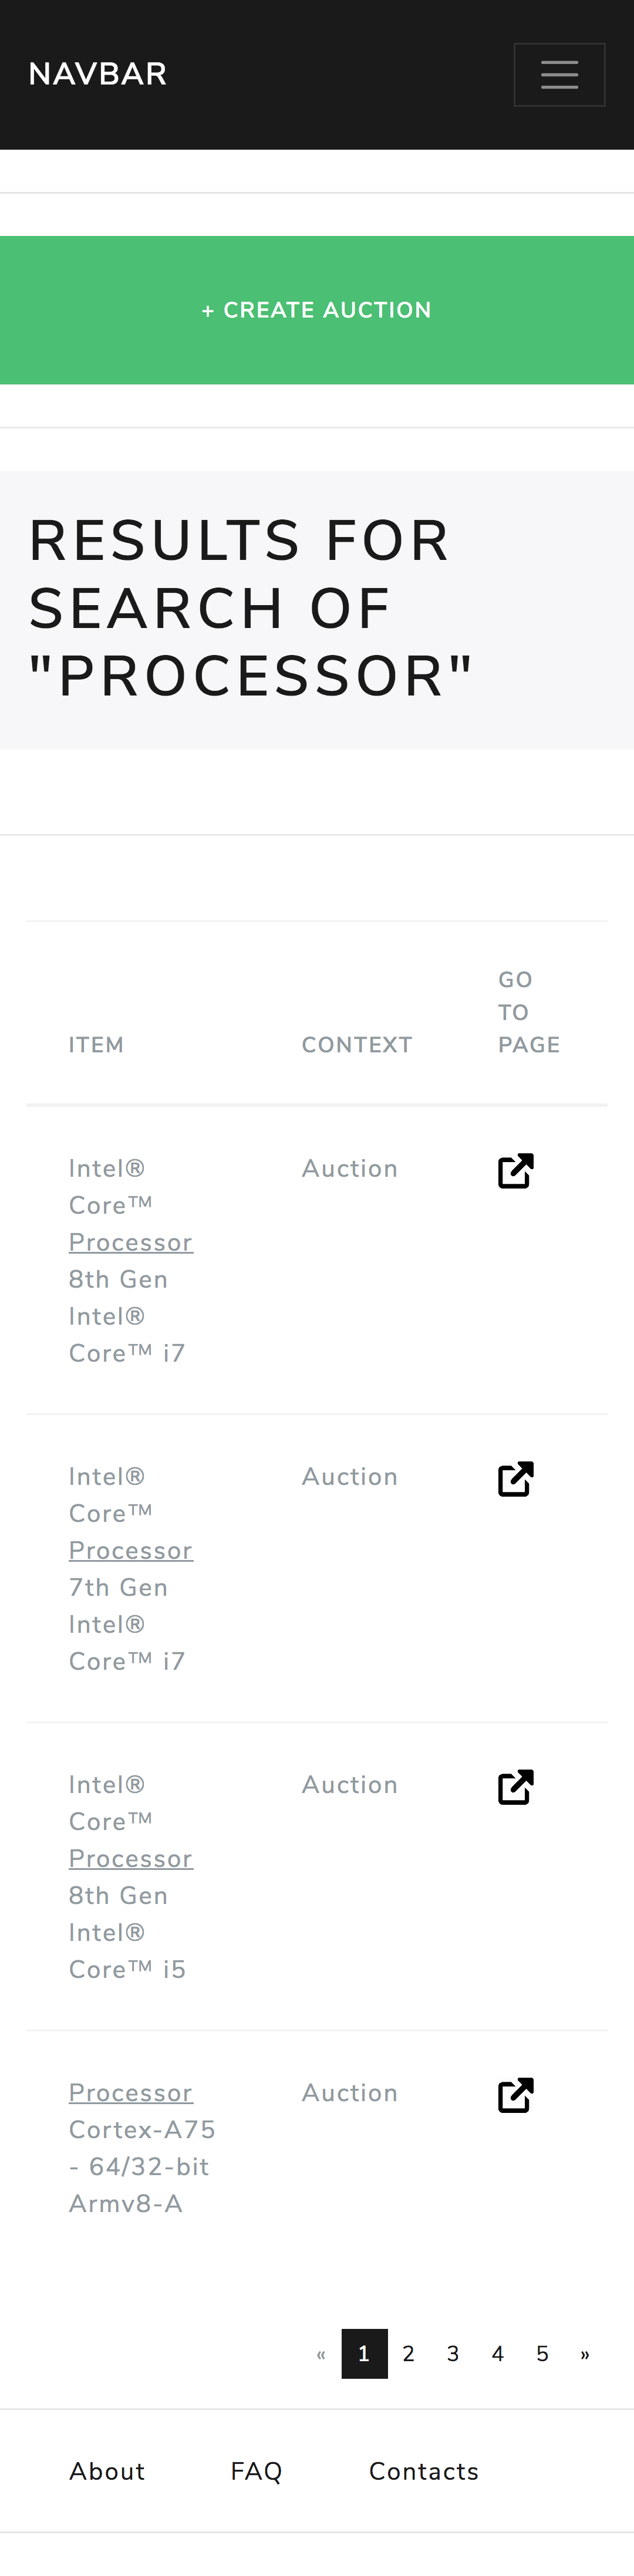 NAVBAR
+ CREATE AUCTION
RESULTS FOR
SEARCH OF
"PROCESSOR"
GO
TO
ITEM CONTEXT PAGE
Intel® Auction
Core™
Processor
8th Gen
Intel®
Core™ i7
Intel® Auction
Core™
Processor
7th Gen
Intel®
Core™ i7
Intel® Auction
Core™
Processor
8th Gen
Intel®
Core™ i5
Processor Auction
Cortex-A75
- 64/32-bit
Armv8-A
« 1 2 3 4 5 »
About FAQ Contacts